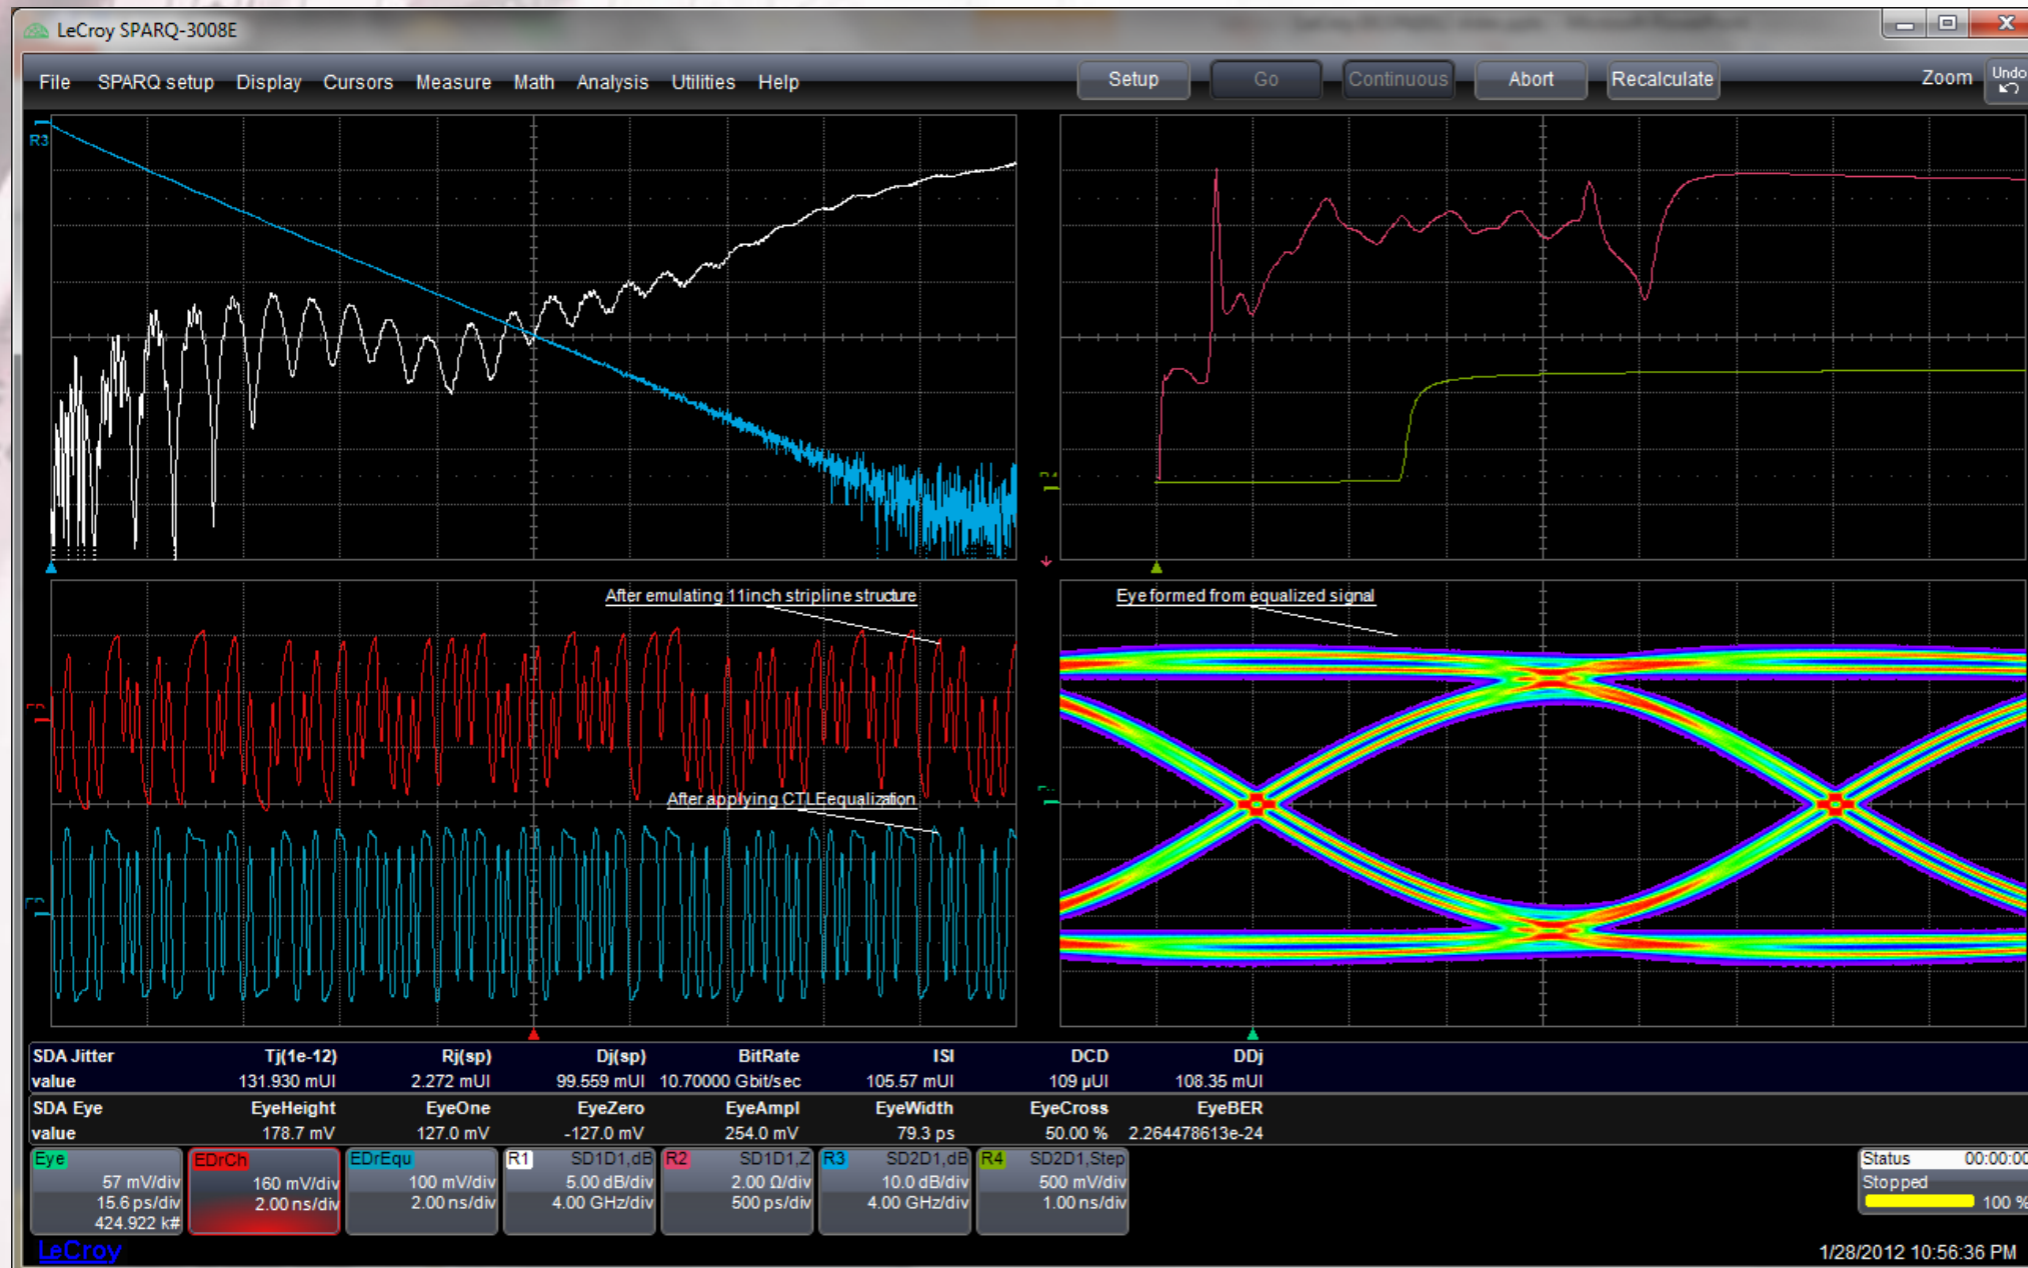 LeCroy SPARQ-3008E
File SPARQ setup Display Cursors Measure Math Analysis Utilities Help Setup Go Continuous Abort Recalculate Zoom Undo
R3
After emulating 11inch stripline structure
Eye formed from equalized signal
After applying CTLE equalization
SDA Jitter Tj(1e-12) Rj(sp) Dj(sp) BitRate ISI DCD DDj
value 131.930 mUI 2.272 mUI 99.559 mUI 10.70000 Gbit/sec 105.57 mUI 109 µUI 108.35 mUI
SDA Eye EyeHeight EyeOne EyeZero EyeAmpl EyeWidth EyeCross EyeBER
value 178.7 mV 127.0 mV -127.0 mV 254.0 mV 79.3 ps 50.00 % 2.264478613e-24
Eye EDrCh EDrEqu R1 SD1D1,dB R2 SD1D1,Z R3 SD2D1,dB R4 SD2D1,Step Status 00:00:00
57 mV/div 160 mV/div 100 mV/div 5.00 dB/div 2.00 Ω/div 10.0 dB/div 500 mV/div Stopped
15.6 ps/div 2.00 ns/div 2.00 ns/div 4.00 GHz/div 500 ps/div 4.00 GHz/div 1.00 ns/div 100 %
424.922 k#
LeCroy 1/28/2012 10:56:36 PM